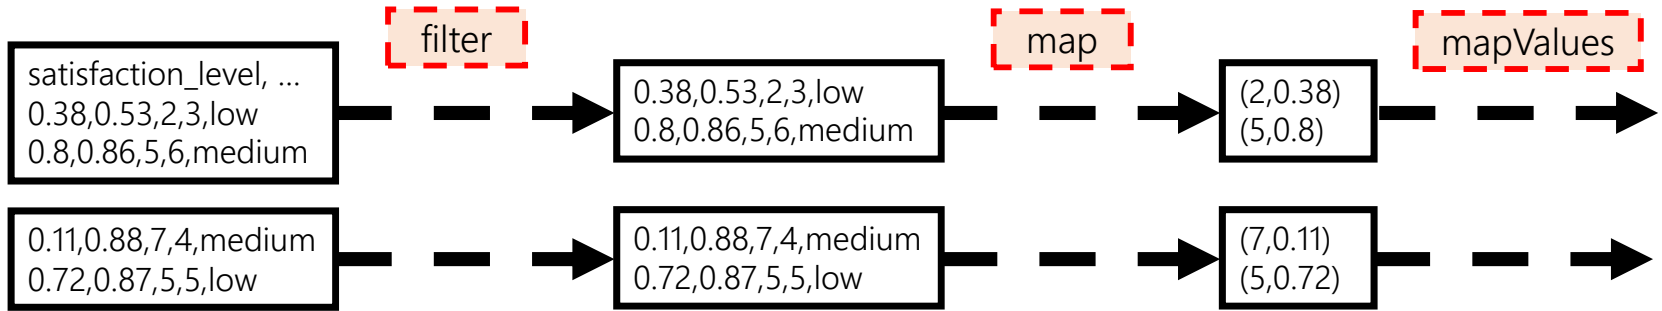 filter
map
mapValues
satisfaction_level, ...
0.38,0.53,2,3,low
0.8,0.86,5,6,medium
0.38,0.53,2,3,low
0.8,0.86,5,6,medium
(2,0.38)
(5,0.8)
0.11,0.88,7,4,medium
0.72,0.87,5,5,low
0.11,0.88,7,4,medium
0.72,0.87,5,5,low
(7,0.11)
(5,0.72)